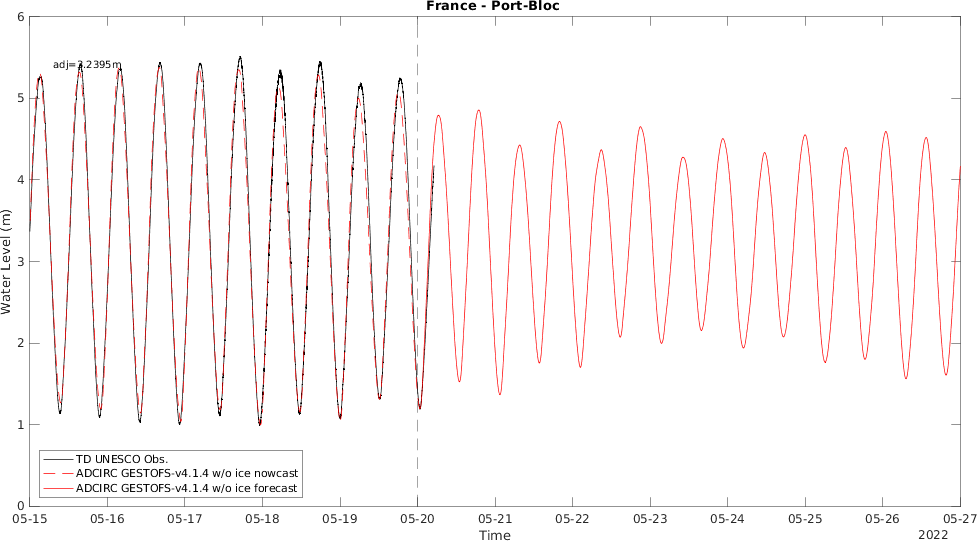 France - Port-Bloc
6
adj=3.2395m
5
4
3
2
1
0
Water Level (m)
TD UNESCO Obs.
ADCIRC GESTOFS-v4.1.4 w/o ice nowcast
ADCIRC GESTOFS-v4.1.4 w/o ice forecast
05-15 05-16 05-17 05-18 05-19 05-20 05-21 05-22 05-23 05-24 05-25 05-26 05-27
Time
2022